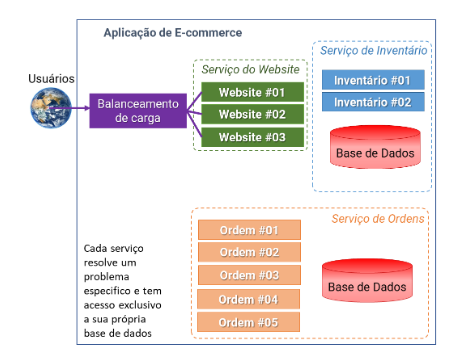 Aplicação de E-commerce
Serviço de Inventário
Serviço do Website
Usuários
Balanceamento
de carga
Website #01
Website #02
Website #03
Inventário #01
Inventário #02
Base de Dados
Serviço de Ordens
Ordem #01
Ordem #02
Ordem #03
Ordem #04
Ordem #05
Base de Dados
Cada serviço
resolve um
problema
especifico e tem
acesso exclusivo
a sua própria
base de dados